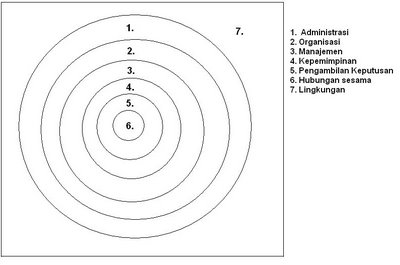 1.
7.
2.
3.
4.
5.
6.
1. Administrasi
2. Organisasi
3. Manajemen
4. Kepemimpinan
5. Pengambilan Keputusan
6. Hubungan sesama
7. Lingkungan